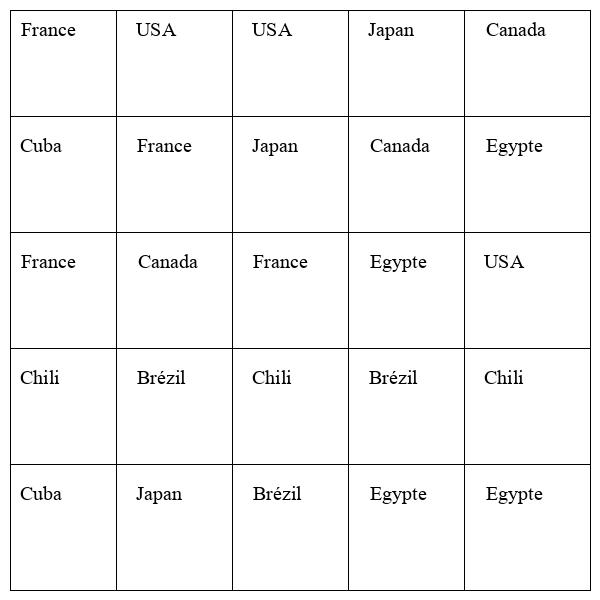 France USA USA Japan Canada
Cuba France Japan Canada Egypte
France Canada France Egypte USA
Chili Brézil Chili Brézil Chili
Cuba Japan Brézil Egypte Egypte